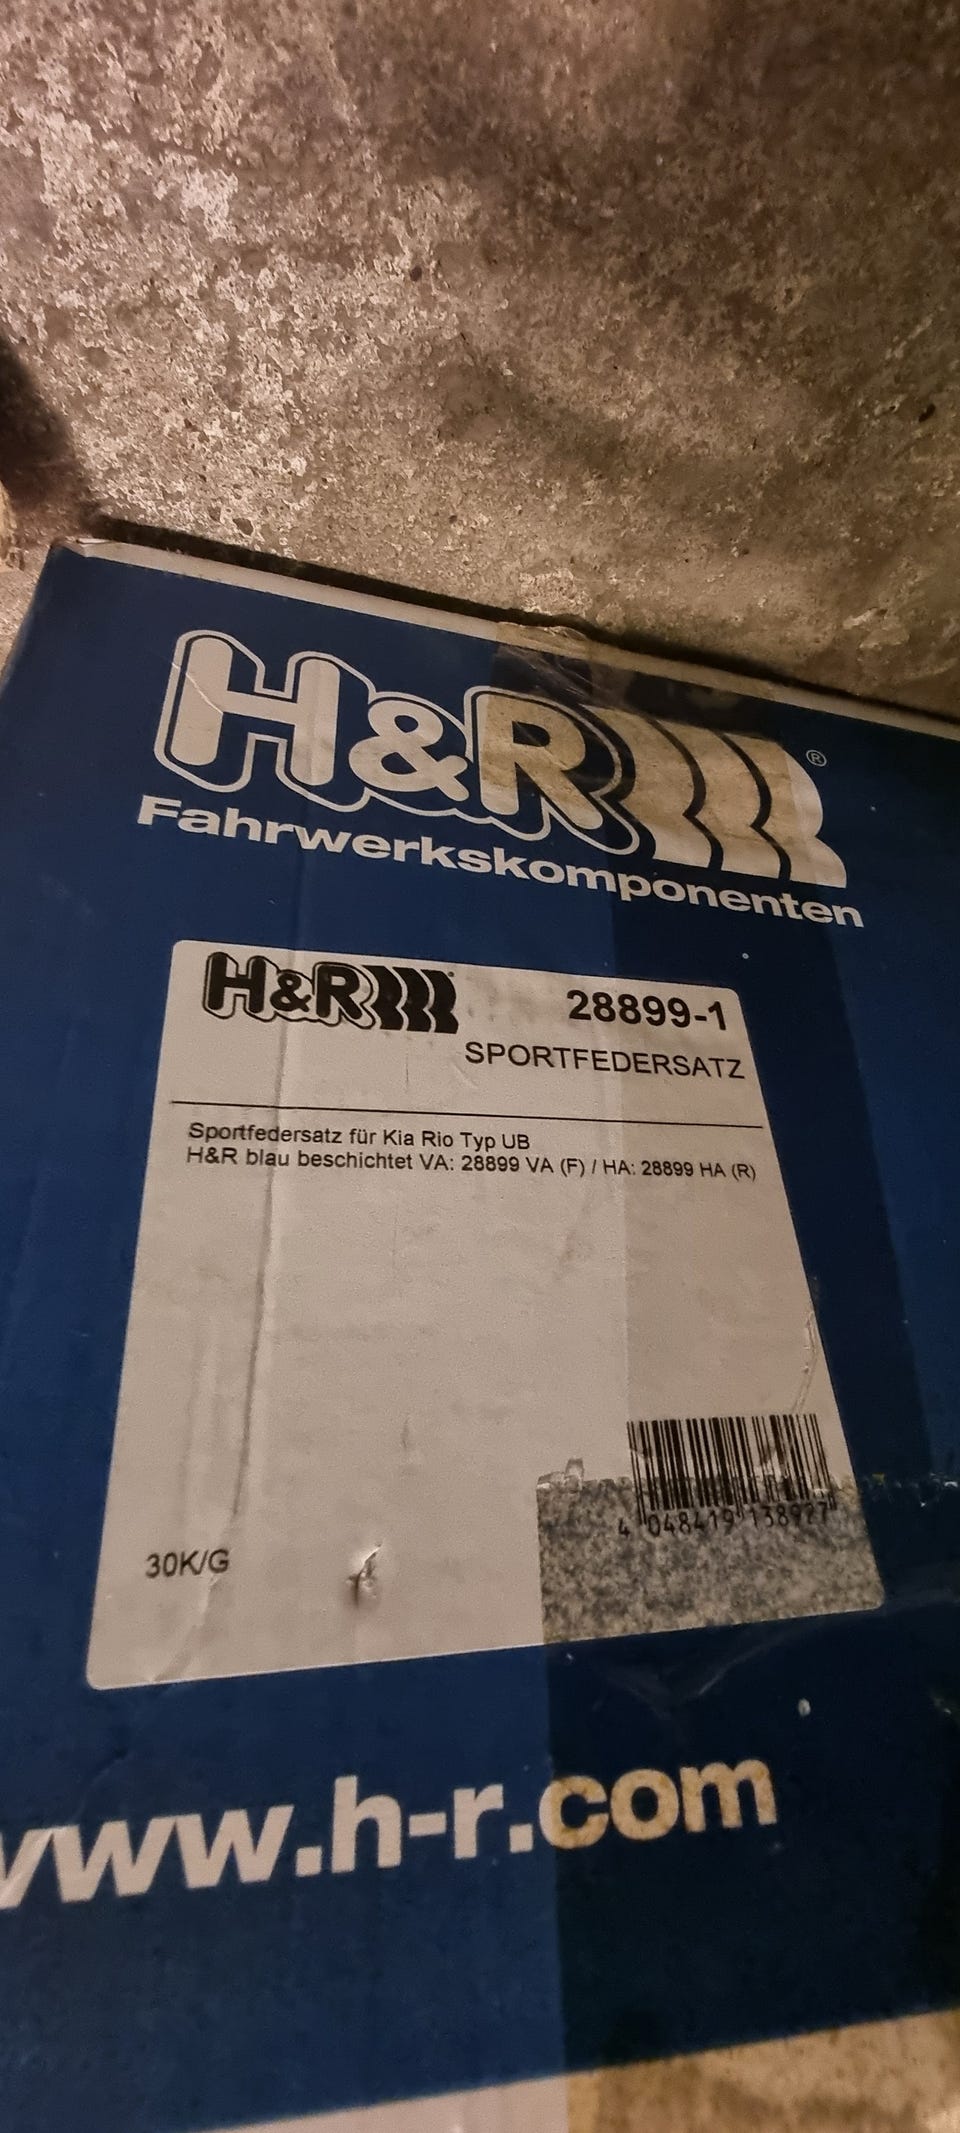 H&R®
Fahrwerkskomponenten
H&R
28899-1
SPORTFEDERSATZ
Sportfedersatz für Kia Rio Typ UB
H&R blau beschichtet VA: 28899 VA (F) / HA: 28899 HA (R)
4 048419 138927
30K/G
www.h-r.com